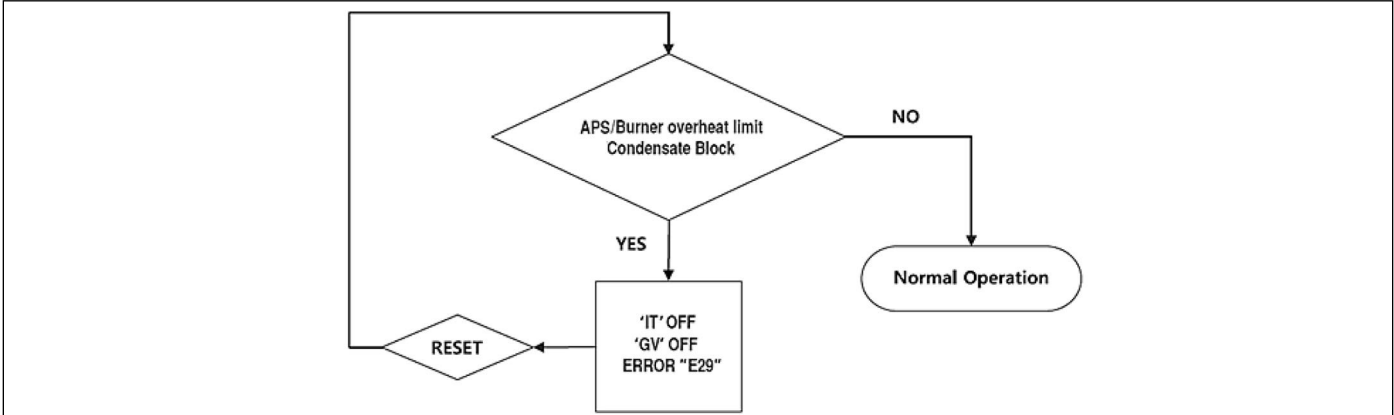 APS/Burner overheat limit
Condensate Block
NO
YES
Normal Operation
'IT' OFF
'GV' OFF
ERROR "E29"
RESET